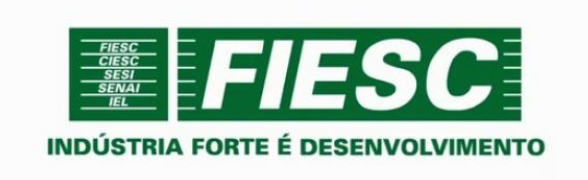 FIESC
CIESC
SESI
SENAI
IEL
FIESC
INDÚSTRIA FORTE É DESENVOLVIMENTO